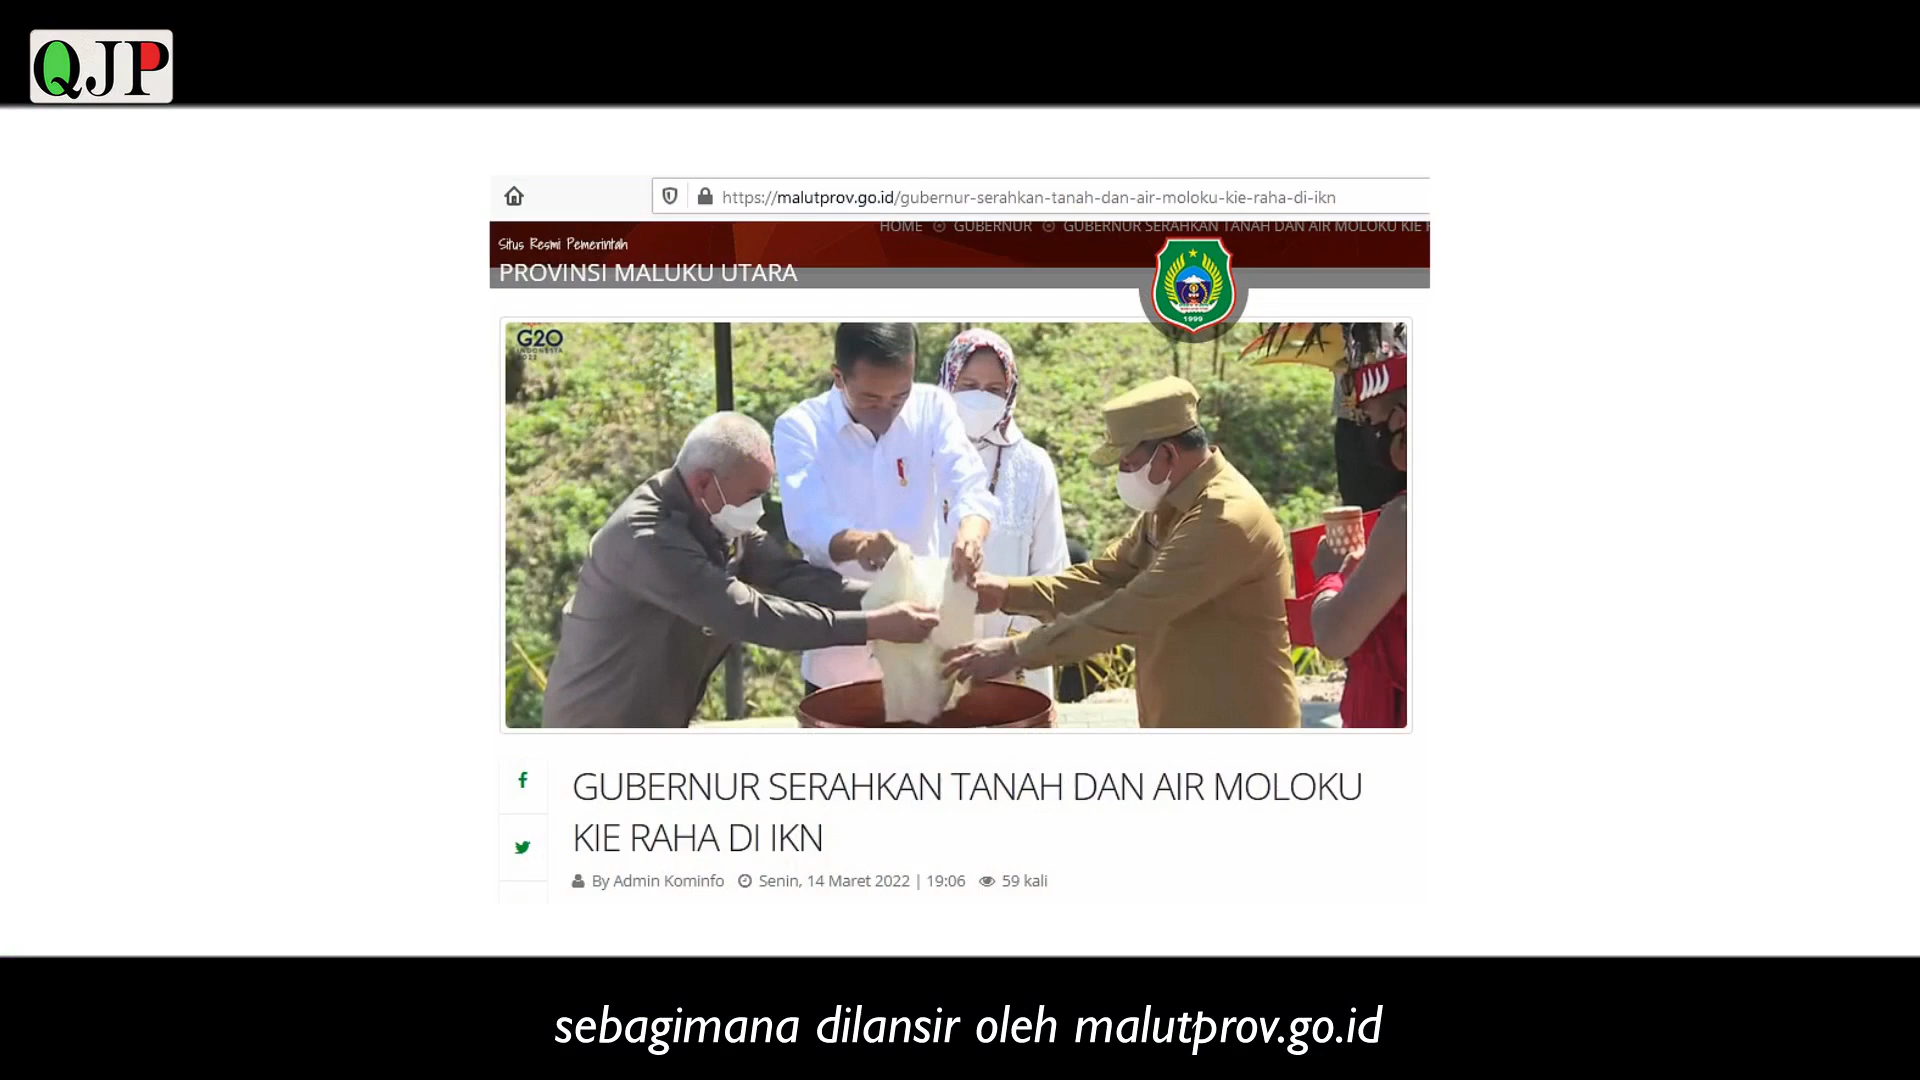 QJP
https://malutprov.go.id/gubernur-serahkan-tanah-dan-air-moloku-kie-raha-di-ikn
HOME GUBERNUR GUBERNUR SERAHKAN TANAH DAN AIR MOLOKU KIE
Situs Resmi Pemerintah
PROVINSI MALUKU UTARA
1999
G20
INDONESIA
2022
GUBERNUR SERAHKAN TANAH DAN AIR MOLOKU
KIE RAHA DI IKN
By Admin Kominfo Senin, 14 Maret 2022 | 19:06 59 kali
sebagimana dilansir oleh malutprov.go.id